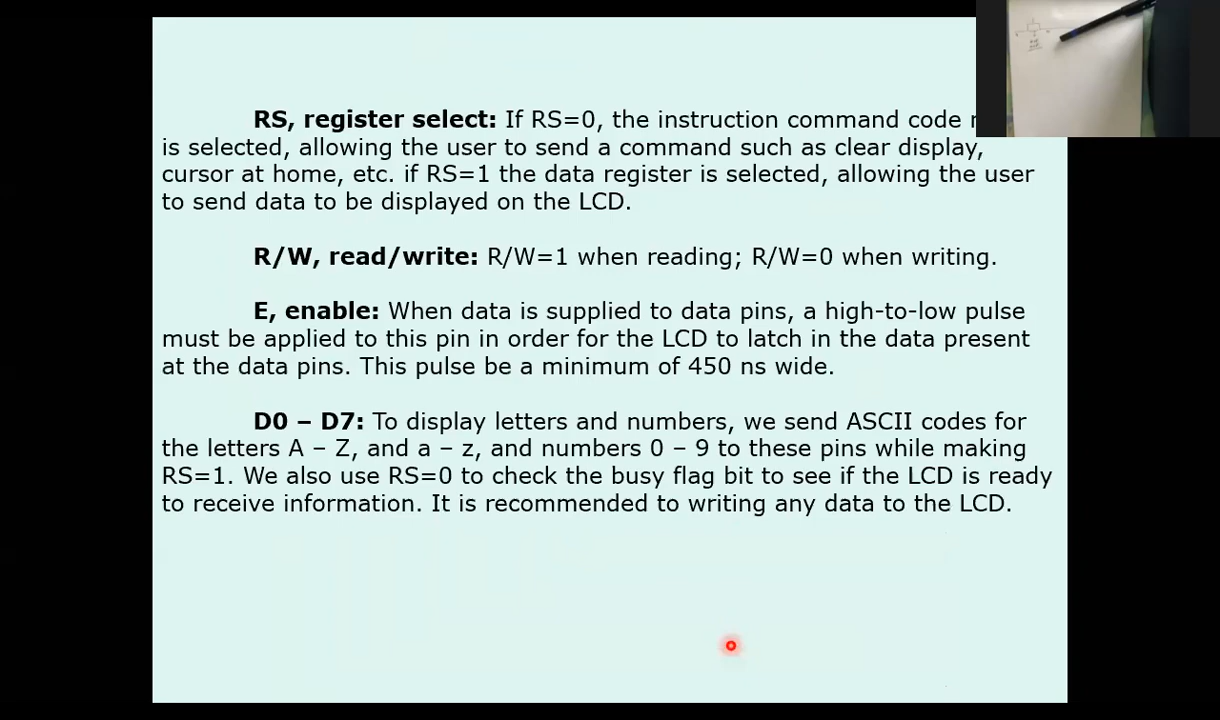 RS, register select: If RS=0, the instruction command code
is selected, allowing the user to send a command such as clear display,
cursor at home, etc. if RS=1 the data register is selected, allowing the user
to send data to be displayed on the LCD.
R/W, read/write: R/W=1 when reading; R/W=0 when writing.
E, enable: When data is supplied to data pins, a high-to-low pulse
must be applied to this pin in order for the LCD to latch in the data present
at the data pins. This pulse be a minimum of 450 ns wide.
D0 – D7: To display letters and numbers, we send ASCII codes for
the letters A – Z, and a – z, and numbers 0 – 9 to these pins while making
RS=1. We also use RS=0 to check the busy flag bit to see if the LCD is ready
to receive information. It is recommended to writing any data to the LCD.